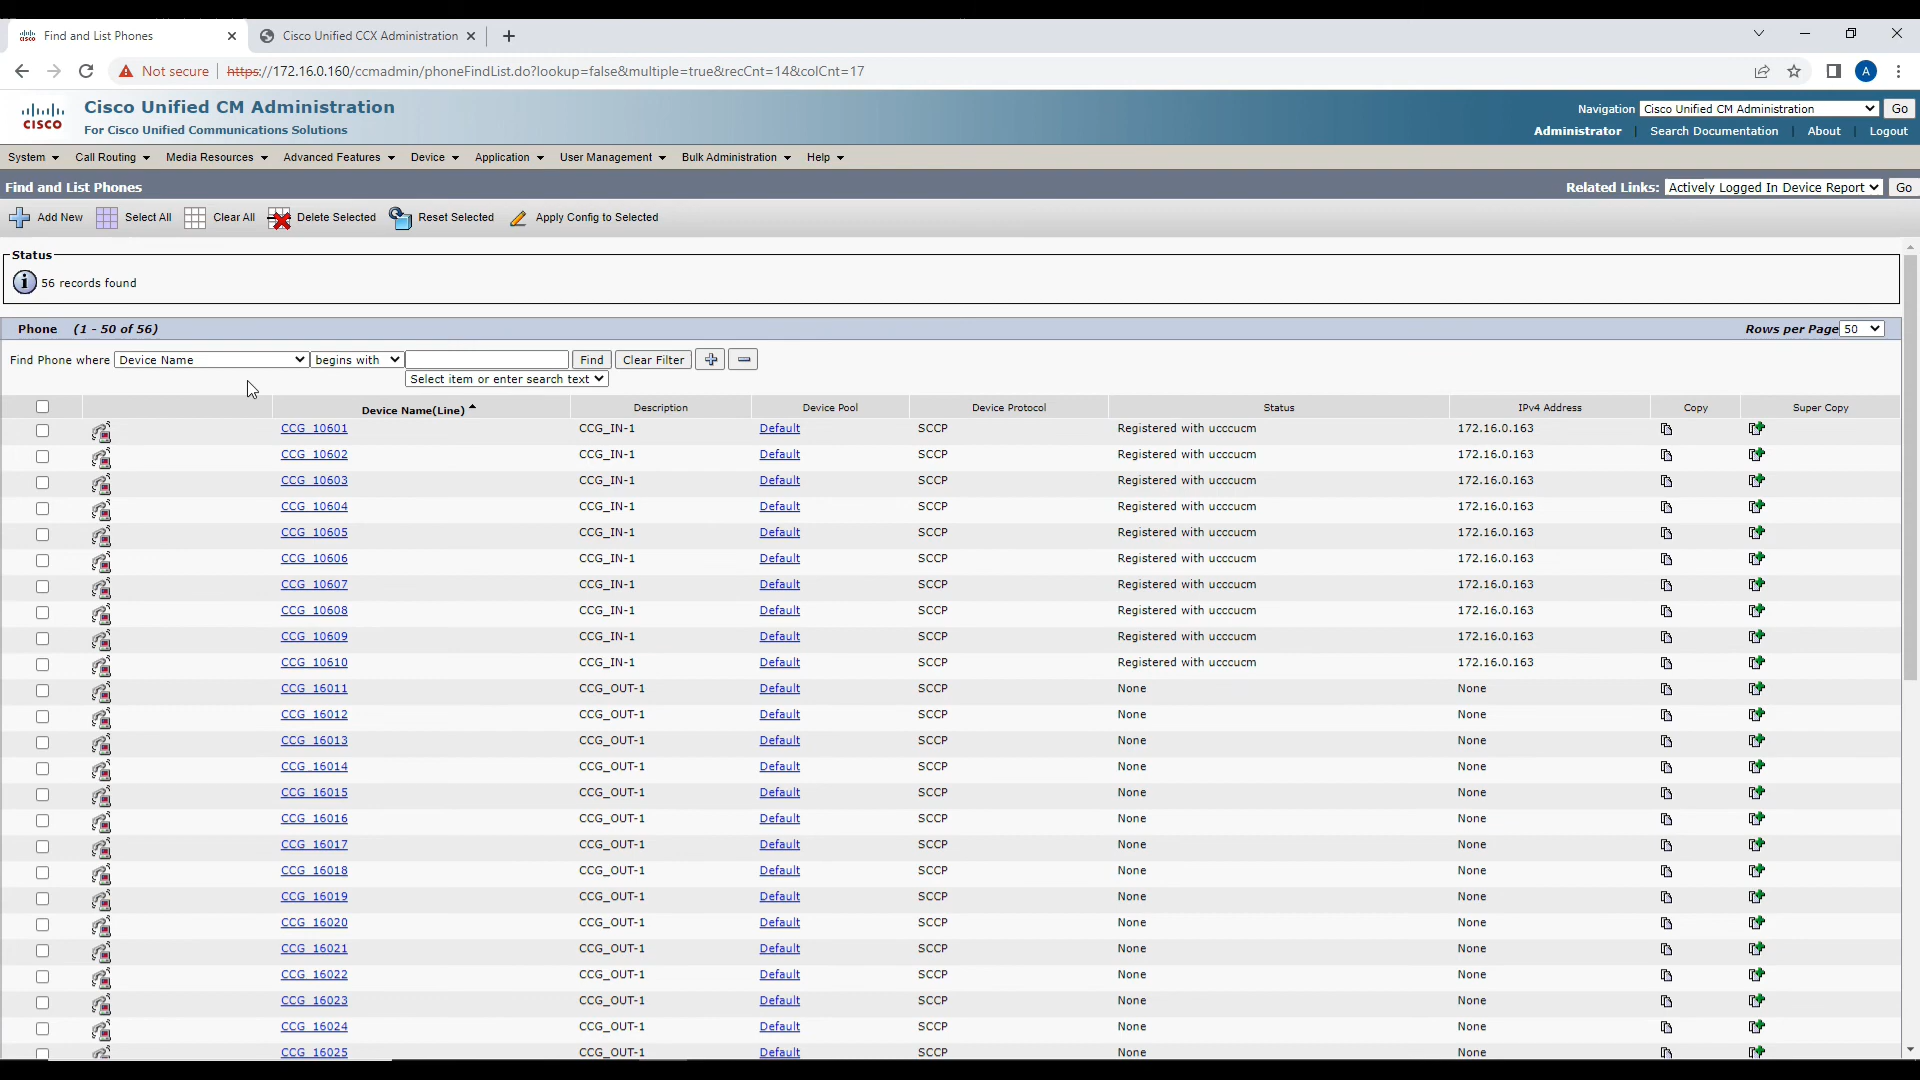 Find and List Phones
Cisco Unified CCX Administration
Not secure https://172.16.0.160/ccmadmin/phoneFindList.do?lookup=false&multiple=true&recCnt=14&colCnt=17
A
cisco
Cisco Unified CM Administration
For Cisco Unified Communications Solutions
Navigation Cisco Unified CM Administration Go
Administrator | Search Documentation | About | Logout
System Call Routing Media Resources Advanced Features Device Application User Management Bulk Administration Help
Find and List Phones Related Links: Actively Logged In Device Report Go
Add New Select All Clear All Delete Selected Reset Selected Apply Config to Selected
Status
56 records found
Phone (1 - 50 of 56) Rows per Page 50
Find Phone where Device Name begins with Find Clear Filter
Select item or enter search text
Device Name(Line) Description Device Pool Device Protocol Status IPv4 Address Copy Super Copy
CCG_10601 CCG_IN-1 Default SCCP Registered with ucccucm 172.16.0.163
CCG_10602 CCG_IN-1 Default SCCP Registered with ucccucm 172.16.0.163
CCG_10603 CCG_IN-1 Default SCCP Registered with ucccucm 172.16.0.163
CCG_10604 CCG_IN-1 Default SCCP Registered with ucccucm 172.16.0.163
CCG_10605 CCG_IN-1 Default SCCP Registered with ucccucm 172.16.0.163
CCG_10606 CCG_IN-1 Default SCCP Registered with ucccucm 172.16.0.163
CCG_10607 CCG_IN-1 Default SCCP Registered with ucccucm 172.16.0.163
CCG_10608 CCG_IN-1 Default SCCP Registered with ucccucm 172.16.0.163
CCG_10609 CCG_IN-1 Default SCCP Registered with ucccucm 172.16.0.163
CCG_10610 CCG_IN-1 Default SCCP Registered with ucccucm 172.16.0.163
CCG_16011 CCG_OUT-1 Default SCCP None None
CCG_16012 CCG_OUT-1 Default SCCP None None
CCG_16013 CCG_OUT-1 Default SCCP None None
CCG_16014 CCG_OUT-1 Default SCCP None None
CCG_16015 CCG_OUT-1 Default SCCP None None
CCG_16016 CCG_OUT-1 Default SCCP None None
CCG_16017 CCG_OUT-1 Default SCCP None None
CCG_16018 CCG_OUT-1 Default SCCP None None
CCG_16019 CCG_OUT-1 Default SCCP None None
CCG_16020 CCG_OUT-1 Default SCCP None None
CCG_16021 CCG_OUT-1 Default SCCP None None
CCG_16022 CCG_OUT-1 Default SCCP None None
CCG_16023 CCG_OUT-1 Default SCCP None None
CCG_16024 CCG_OUT-1 Default SCCP None None
CCG_16025 CCG_OUT-1 Default SCCP None None